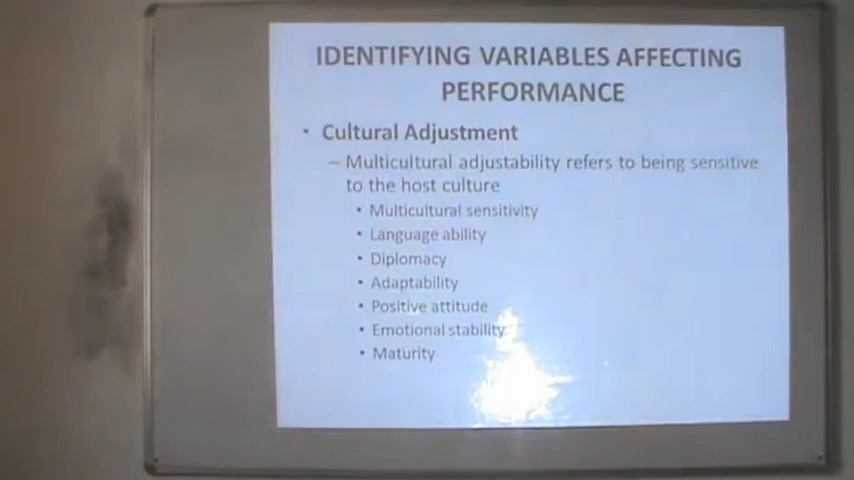 IDENTIFYING VARIABLES AFFECTING
PERFORMANCE
• Cultural Adjustment
– Multicultural adjustability refers to being sensitive
to the host culture
• Multicultural sensitivity
• Language ability
• Diplomacy
• Adaptability
• Positive attitude
• Emotional stability
• Maturity